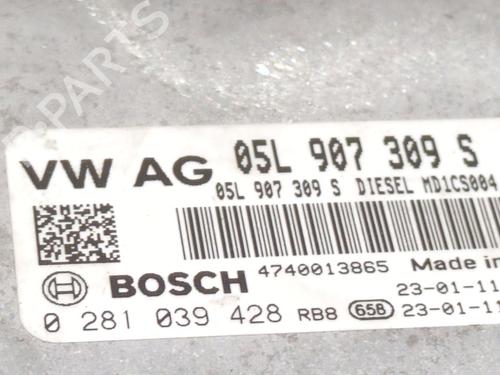 B-PARTS
VW AG 05L 907 309 S
05L 907 309 S DIESEL MD1CS004
BOSCH 4740013865 Made in
23-01-11
0 281 039 428 RB8 658 23-01-11